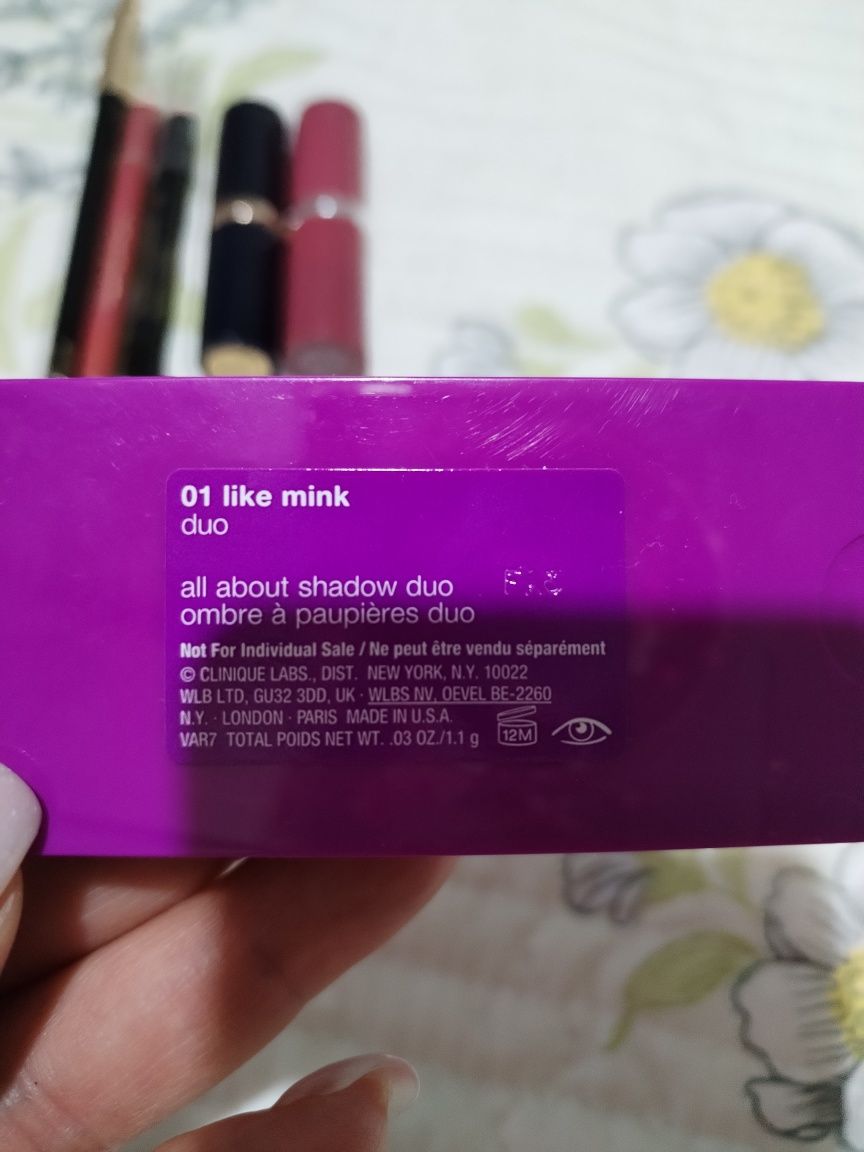 01 like mink
duo
all about shadow duo
ombre à paupières duo
Not For Individual Sale / Ne peut être vendu séparément
© CLINIQUE LABS., DIST. NEW YORK, N.Y. 10022
WLB LTD, GU32 3DD, UK · WLBS NV, OEVEL BE-2260
N.Y. · LONDON · PARIS MADE IN U.S.A.
12M
VAR7 TOTAL POIDS NET WT. .03 OZ./1.1 g